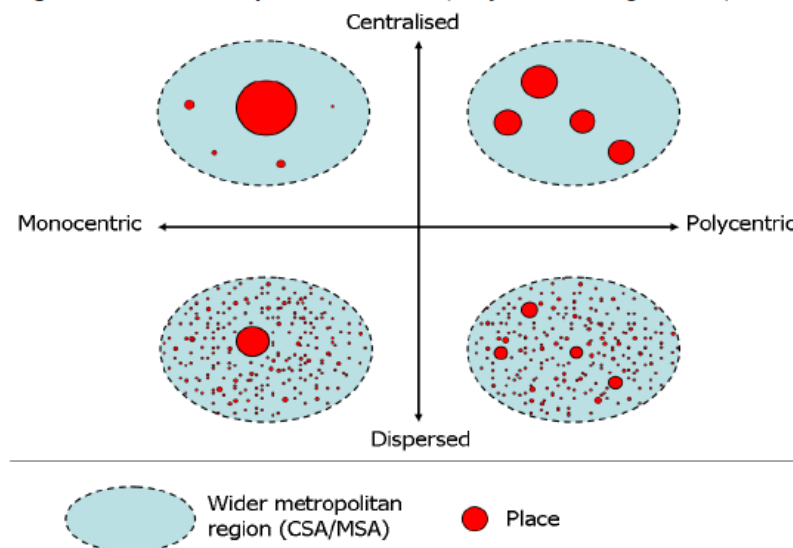 Centralised
Monocentric
Polycentric
Dispersed
Wider metropolitan
region (CSA/MSA)
Place